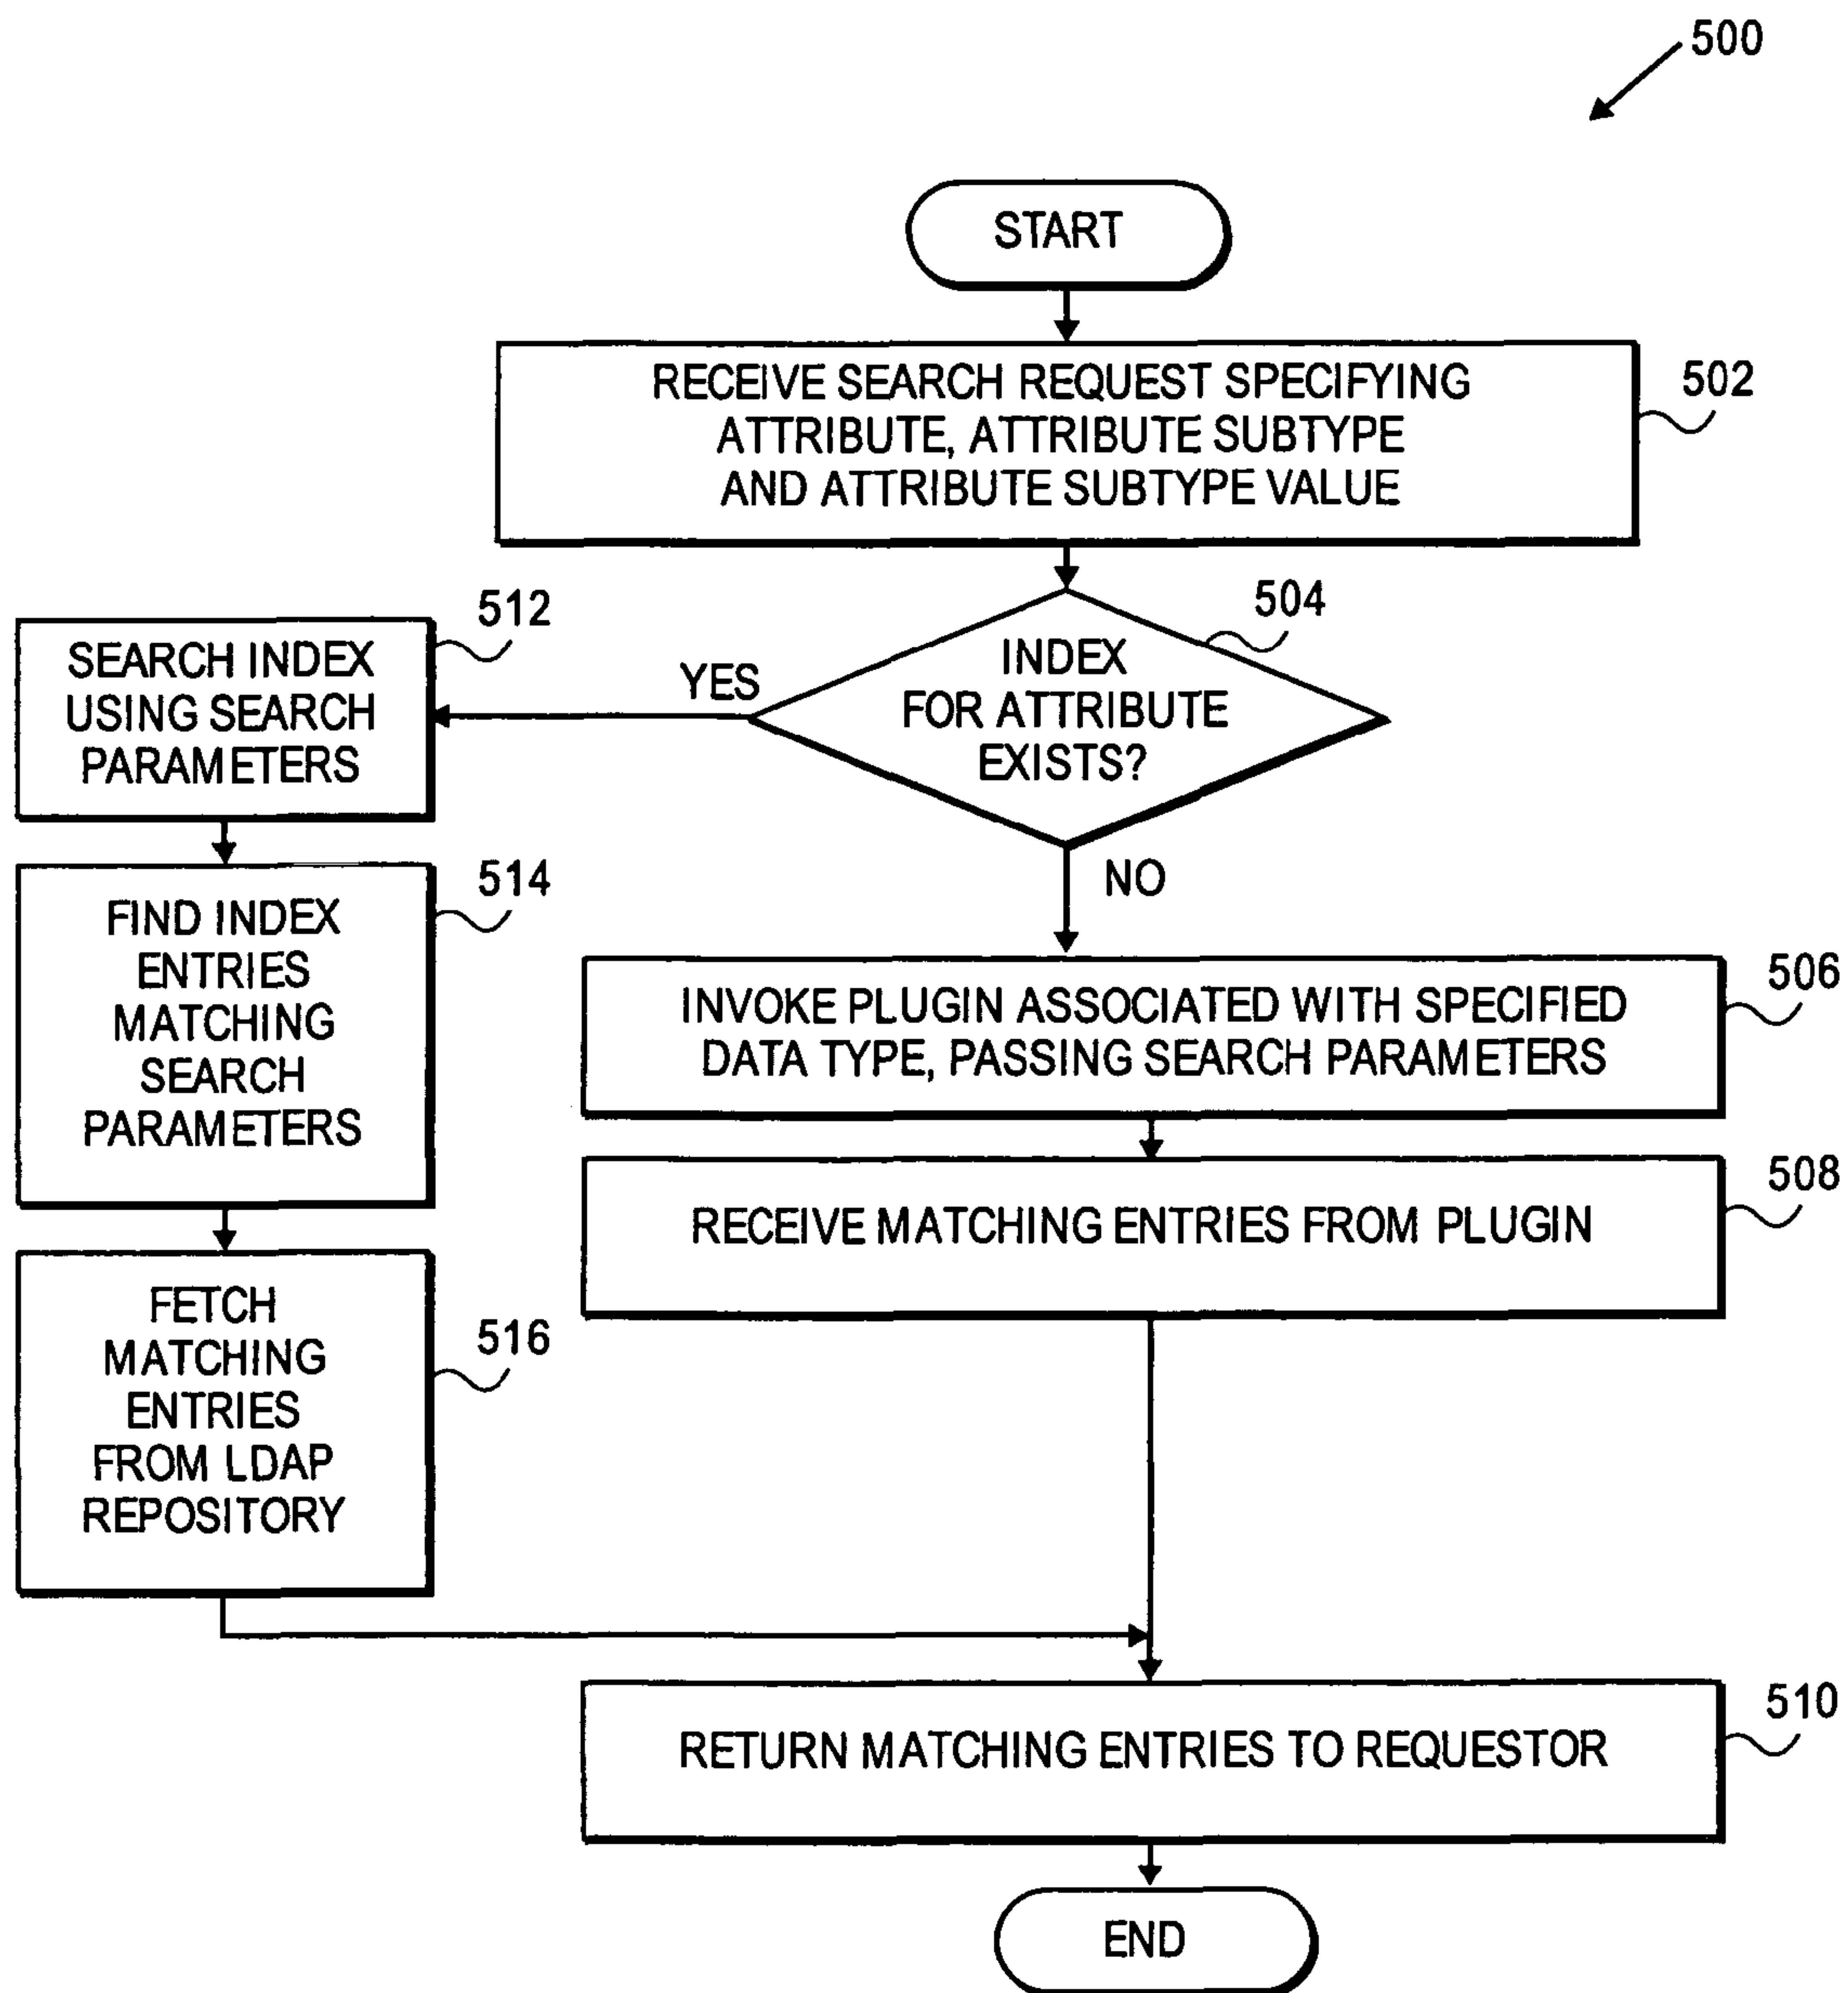 500
START
RECEIVE SEARCH REQUEST SPECIFYING
ATTRIBUTE, ATTRIBUTE SUBTYPE
AND ATTRIBUTE SUBTYPE VALUE
502
504
INDEX
FOR ATTRIBUTE
EXISTS?
YES
512
SEARCH INDEX
USING SEARCH
PARAMETERS
514
FIND INDEX
ENTRIES
MATCHING
SEARCH
PARAMETERS
516
FETCH
MATCHING
ENTRIES
FROM LDAP
REPOSITORY
NO
506
INVOKE PLUGIN ASSOCIATED WITH SPECIFIED
DATA TYPE, PASSING SEARCH PARAMETERS
508
RECEIVE MATCHING ENTRIES FROM PLUGIN
510
RETURN MATCHING ENTRIES TO REQUESTOR
END